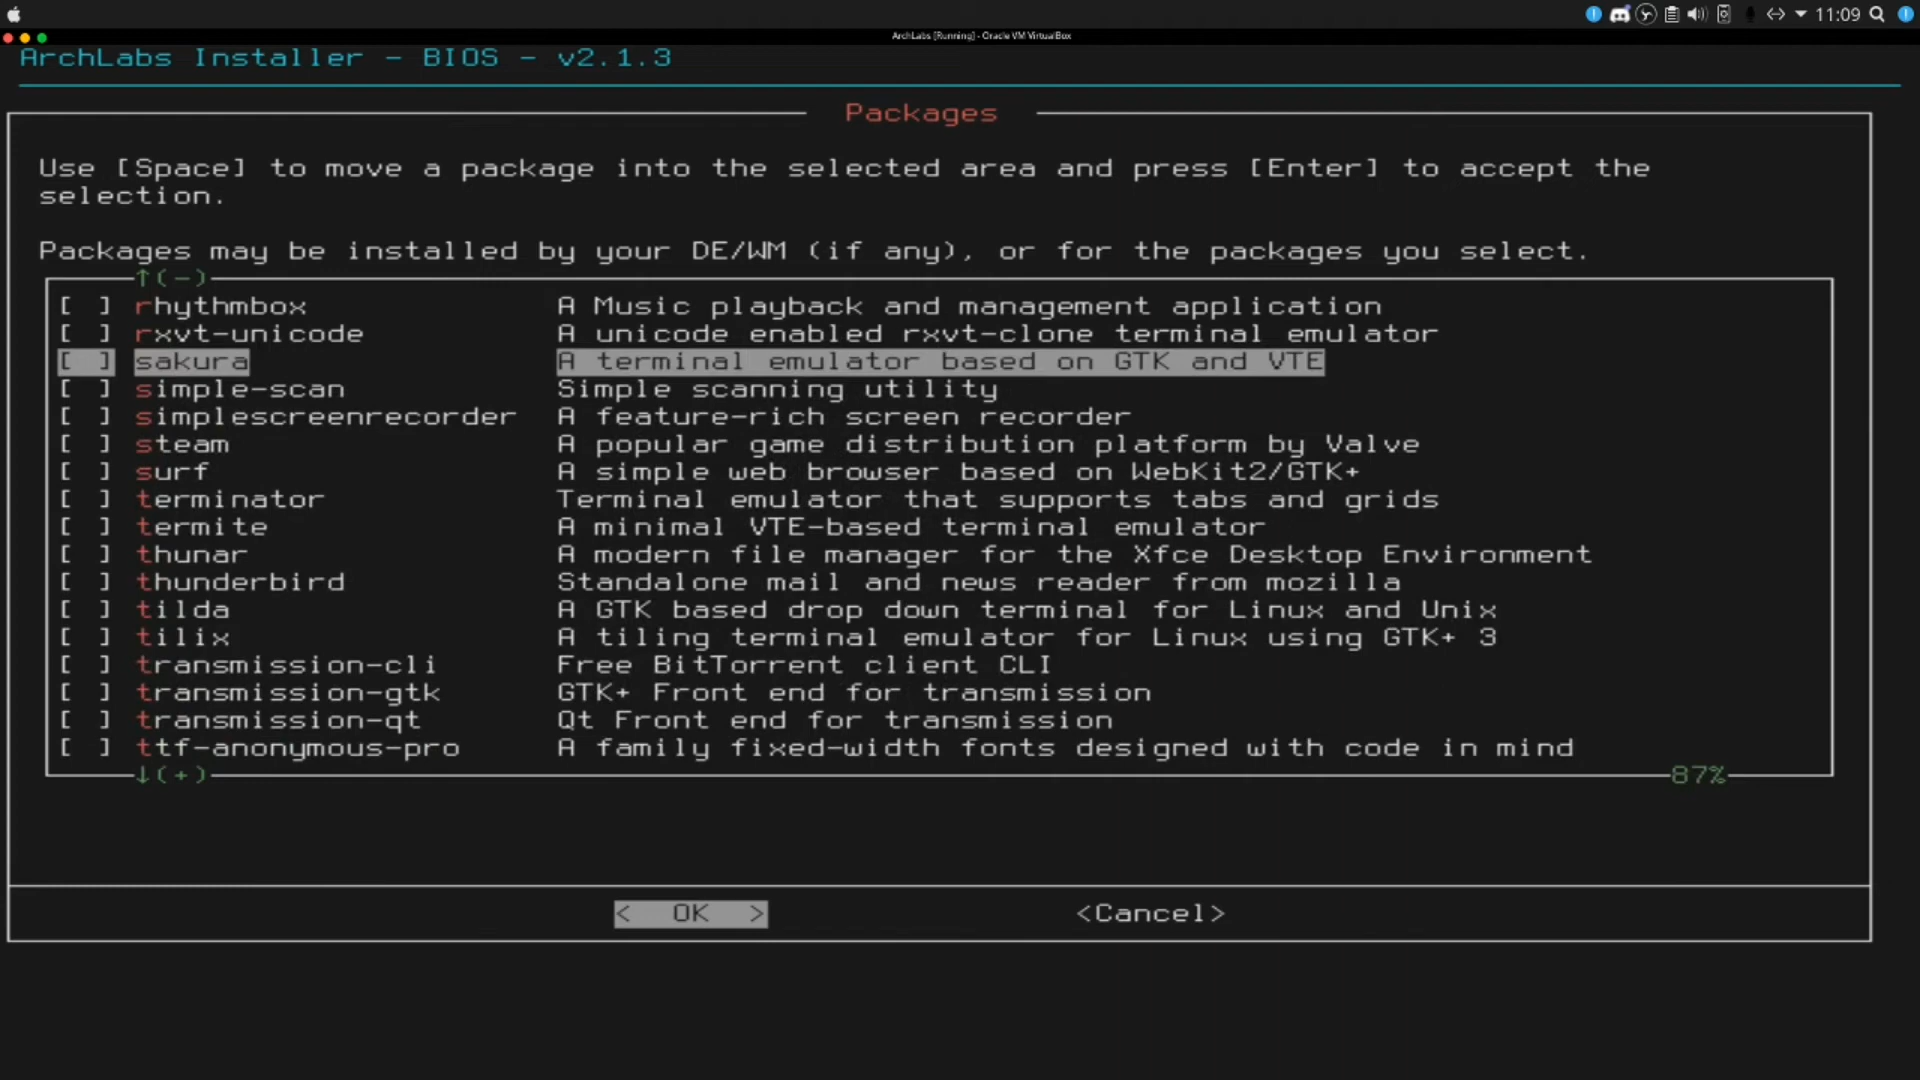 11:09
ArchLabs [Running] - Oracle VM VirtualBox
ArchLabs Installer - BIOS - v2.1.3
Packages
Use [Space] to move a package into the selected area and press [Enter] to accept the
selection.
Packages may be installed by your DE/WM (if any), or for the packages you select.
↑(-)
[ ] rhythmbox A Music playback and management application
[ ] rxvt-unicode A unicode enabled rxvt-clone terminal emulator
[ ] sakura A terminal emulator based on GTK and VTE
[ ] simple-scan Simple scanning utility
[ ] simplescreenrecorder A feature-rich screen recorder
[ ] steam A popular game distribution platform by Valve
[ ] surf A simple web browser based on WebKit2/GTK+
[ ] terminator Terminal emulator that supports tabs and grids
[ ] termite A minimal VTE-based terminal emulator
[ ] thunar A modern file manager for the Xfce Desktop Environment
[ ] thunderbird Standalone mail and news reader from mozilla
[ ] tilda A GTK based drop down terminal for Linux and Unix
[ ] tilix A tiling terminal emulator for Linux using GTK+ 3
[ ] transmission-cli Free BitTorrent client CLI
[ ] transmission-gtk GTK+ Front end for transmission
[ ] transmission-qt Qt Front end for transmission
[ ] ttf-anonymous-pro A family fixed-width fonts designed with code in mind
↓(+) 87%
< OK > <Cancel>